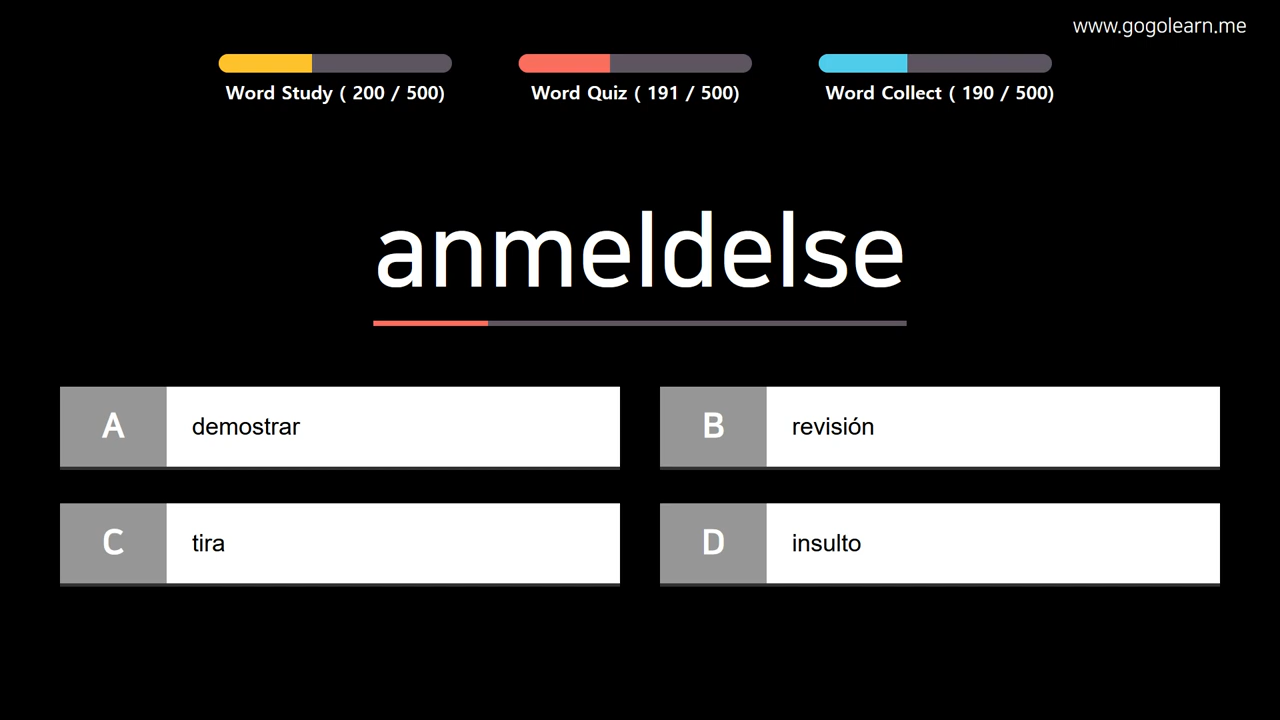 www.gogolearn.me
Word Study ( 200 / 500)
Word Quiz ( 191 / 500)
Word Collect ( 190 / 500)
anmeldelse
A demostrar
B revisión
C tira
D insulto